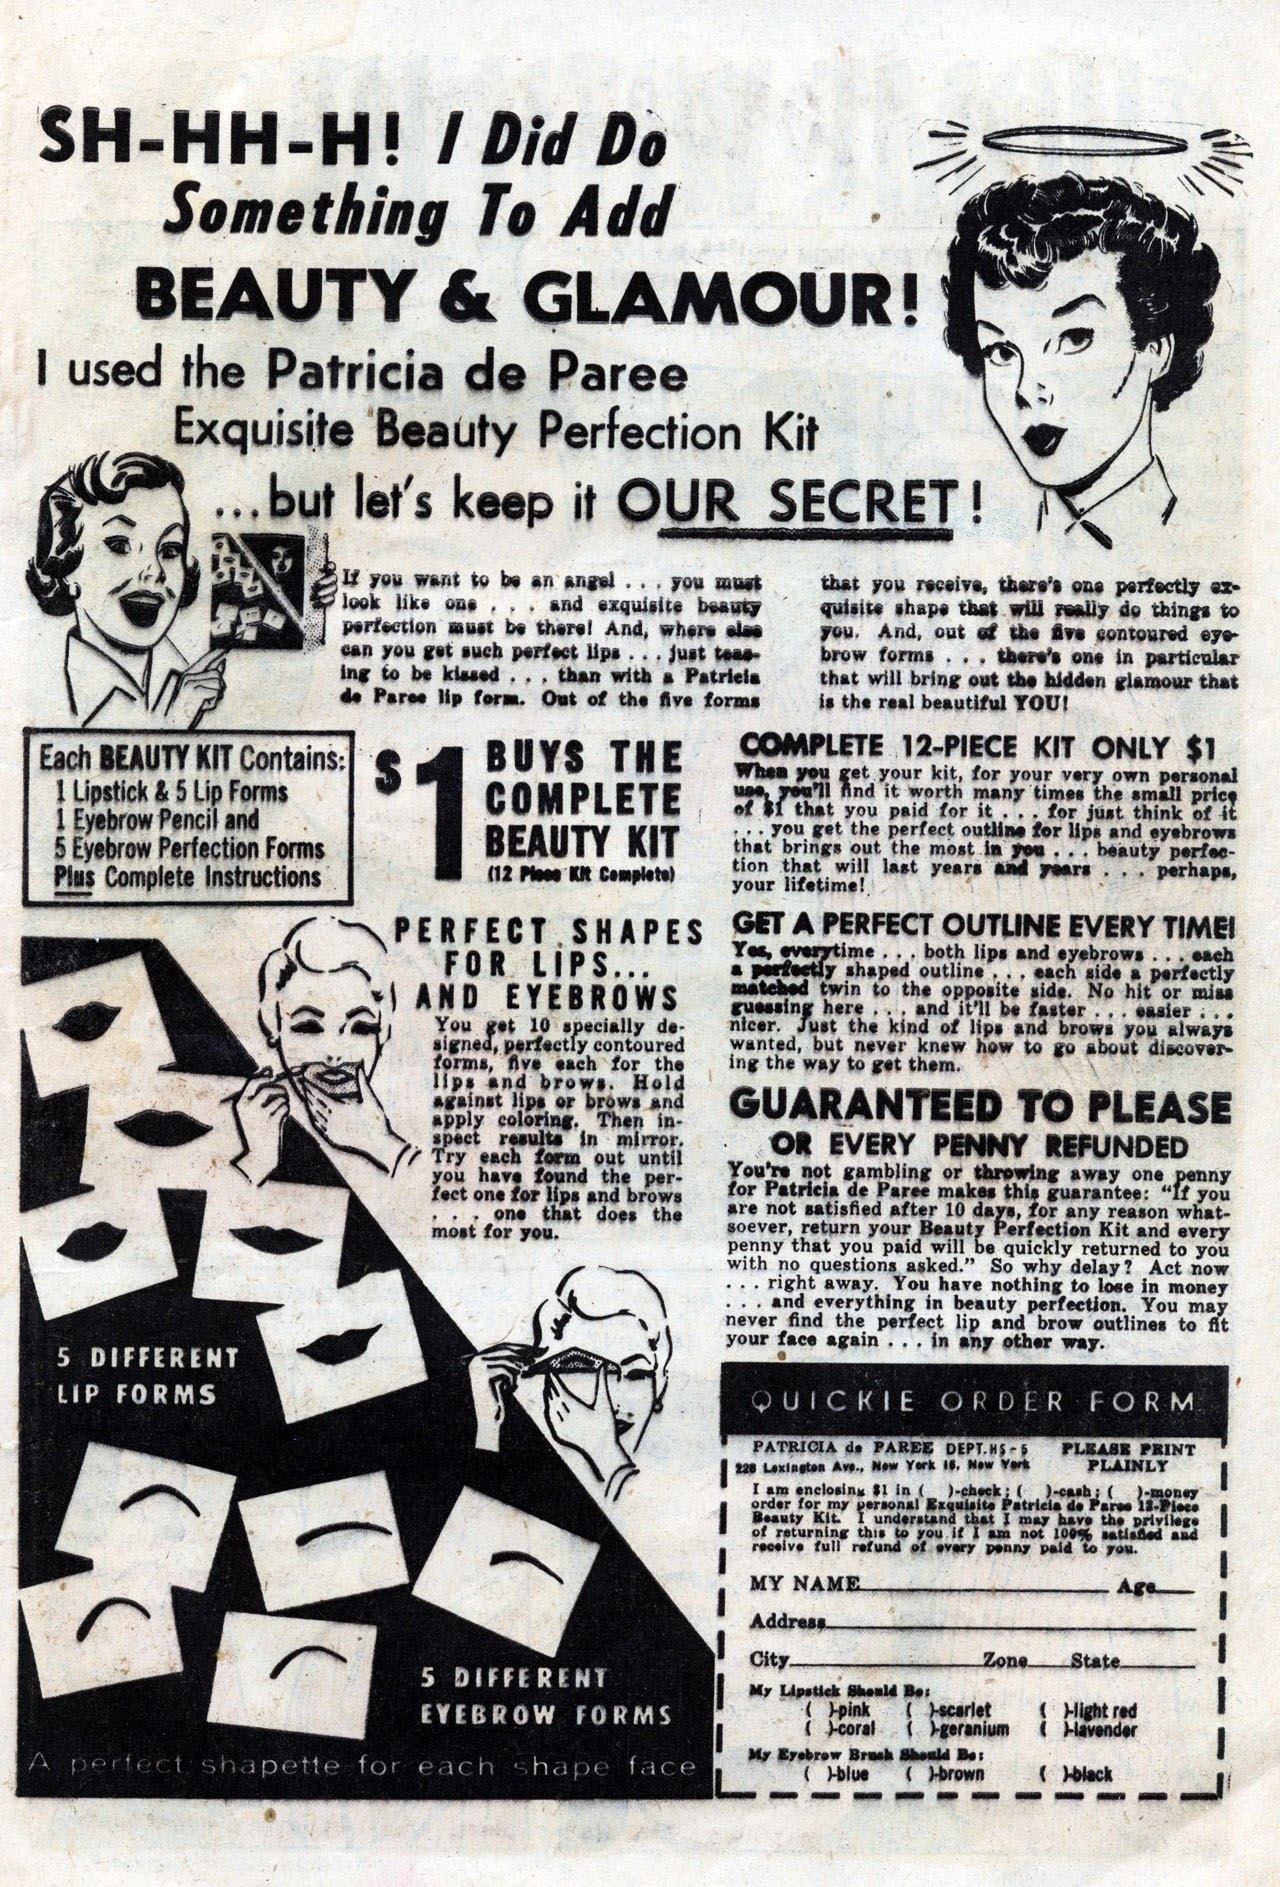 SH-HH-H! I Did Do
Something To Add
BEAUTY & GLAMOUR!
I used the Patricia de Paree
Exquisite Beauty Perfection Kit
...but let's keep it OUR SECRET!
If you want to be an angel . . . you must
look like one . . . and exquisite beauty
perfection must be there! And, where else
can you get such perfect lips . . . just teas-
ing to be kissed . . . than with a Patricia
de Paree lip form. Out of the five forms
that you receive, there's one perfectly ex-
quisite shape that will really do things to
you. And, out of the five contoured eye-
brow forms . . . there's one in particular
that will bring out the hidden glamour that
is the real beautiful YOU!
Each BEAUTY KIT Contains:
1 Lipstick & 5 Lip Forms
1 Eyebrow Pencil and
5 Eyebrow Perfection Forms
Plus Complete Instructions
$1 BUYS THE
COMPLETE
BEAUTY KIT
(12 Piece Kit Complete)
PERFECT SHAPES
FOR LIPS...
AND EYEBROWS
You get 10 specially de-
signed, perfectly contoured
forms, five each for the
lips and brows. Hold
against lips or brows and
apply coloring. Then in-
spect results in mirror.
Try each form out until
you have found the per-
fect one for lips and brows
. . . one that does the
most for you.
5 DIFFERENT
LIP FORMS
5 DIFFERENT
EYEBROW FORMS
A perfect shapette for each shape face
COMPLETE 12-PIECE KIT ONLY $1
When you get your kit, for your very own personal
use, you'll find it worth many times the small price
of $1 that you paid for it . . . for just think of it
. . . you get the perfect outline for lips and eyebrows
that brings out the most in you . . . beauty perfec-
tion that will last years and years . . . perhaps,
your lifetime!
GET A PERFECT OUTLINE EVERY TIME!
Yes, everytime . . . both lips and eyebrows . . . each
a perfectly shaped outline . . . each side a perfectly
matched twin to the opposite side. No hit or miss
guessing here . . . and it'll be faster . . . easier . . .
nicer. Just the kind of lips and brows you always
wanted, but never knew how to go about discover-
ing the way to get them.
GUARANTEED TO PLEASE
OR EVERY PENNY REFUNDED
You're not gambling or throwing away one penny
for Patricia de Paree makes this guarantee: "If you
are not satisfied after 10 days, for any reason what-
soever, return your Beauty Perfection Kit and every
penny that you paid will be quickly returned to you
with no questions asked." So why delay? Act now
. . . right away. You have nothing to lose in money
. . . and everything in beauty perfection. You may
never find the perfect lip and brow outlines to fit
your face again . . . in any other way.
QUICKIE ORDER FORM
PATRICIA de PAREE DEPT. HS-5 PLEASE PRINT
228 Lexington Ave., New York 16, New York PLAINLY
I am enclosing $1 in ( )-check; ( )-cash; ( )-money
order for my personal Exquisite Patricia de Paree 12-Piece
Beauty Kit. I understand that I may have the privilege
of returning this to you if I am not 100% satisfied and
receive full refund of every penny paid to you.
MY NAME Age
Address
City Zone State
My Lipstick Should Be:
( )-pink ( )-scarlet ( )-light red
( )-coral ( )-geranium ( )-lavender
My Eyebrow Brush Should Be:
( )-blue ( )-brown ( )-black